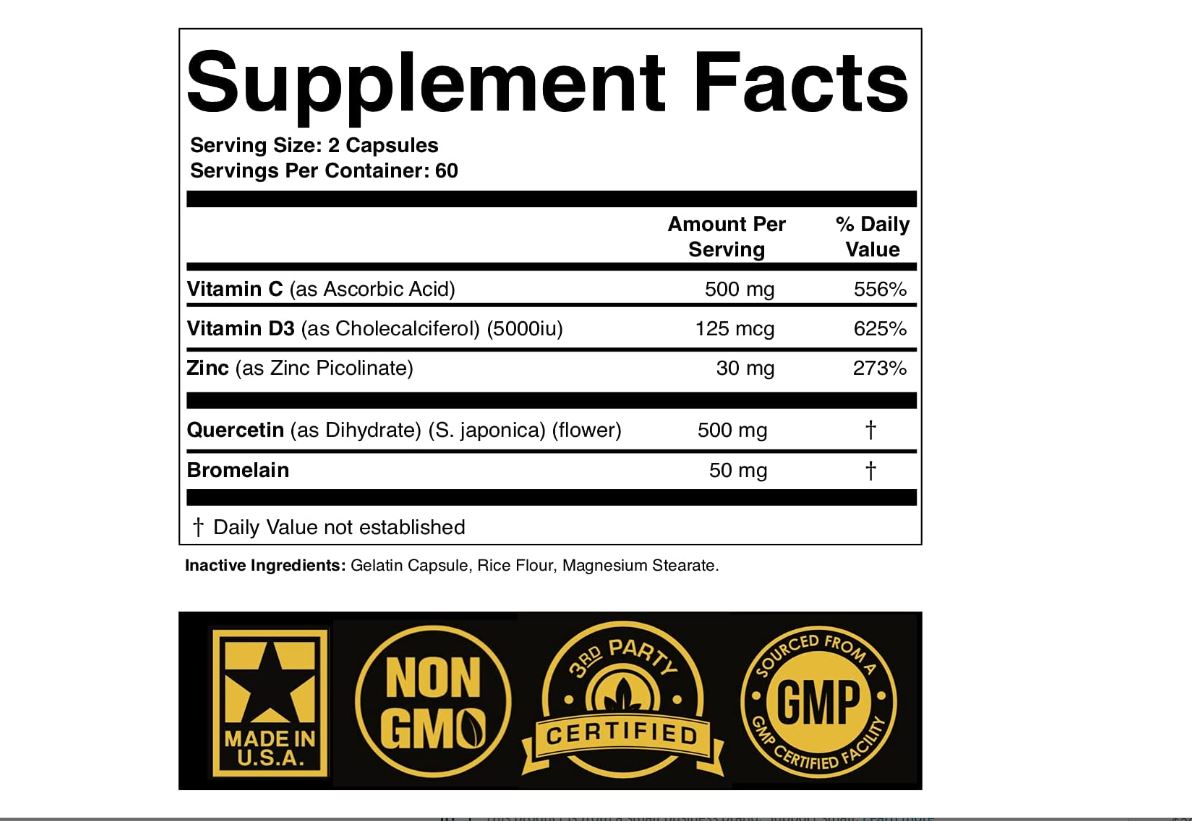 Supplement Facts
Serving Size: 2 Capsules
Servings Per Container: 60
Amount Per Serving
% Daily Value
Vitamin C (as Ascorbic Acid) 500 mg 556%
Vitamin D3 (as Cholecalciferol) (5000iu) 125 mcg 625%
Zinc (as Zinc Picolinate) 30 mg 273%
Quercetin (as Dihydrate) (S. japonica) (flower) 500 mg †
Bromelain 50 mg †
† Daily Value not established
Inactive Ingredients: Gelatin Capsule, Rice Flour, Magnesium Stearate.
MADE IN
U.S.A.
NON
GMO
3RD PARTY
CERTIFIED
SOURCED FROM A
GMP
GMP CERTIFIED FACILITY